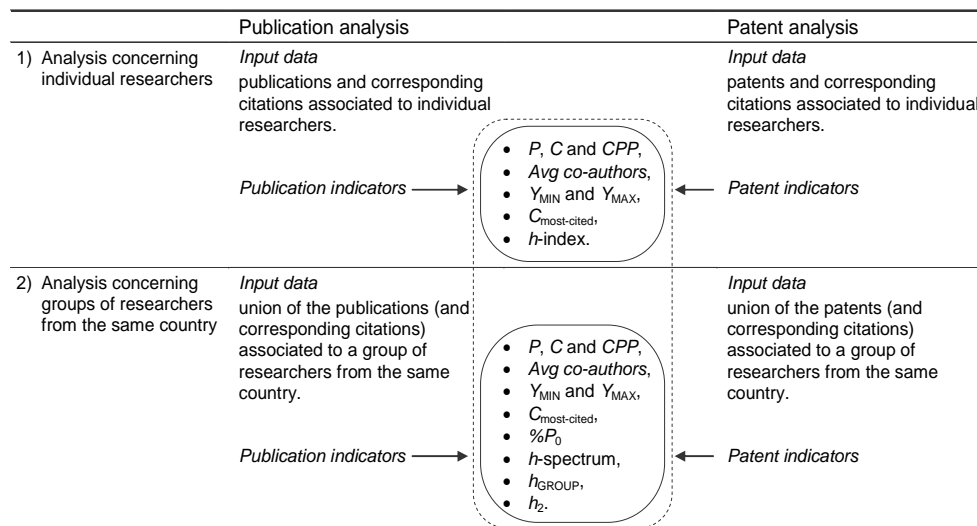 Publication analysis
Patent analysis
1) Analysis concerning
individual researchers
Input data
publications and corresponding
citations associated to individual
researchers.
Publication indicators
• P, C and CPP,
• Avg co-authors,
• YMIN and YMAX,
• Cmost-cited,
• h-index.
Input data
patents and corresponding
citations associated to individual
researchers.
Patent indicators
2) Analysis concerning
groups of researchers
from the same country
Input data
union of the publications (and
corresponding citations)
associated to a group of
researchers from the same
country.
Publication indicators
• P, C and CPP,
• Avg co-authors,
• YMIN and YMAX,
• Cmost-cited,
• %P0
• h-spectrum,
• hGROUP,
• h2.
Input data
union of the patents (and
corresponding citations)
associated to a group of
researchers from the same
country.
Patent indicators